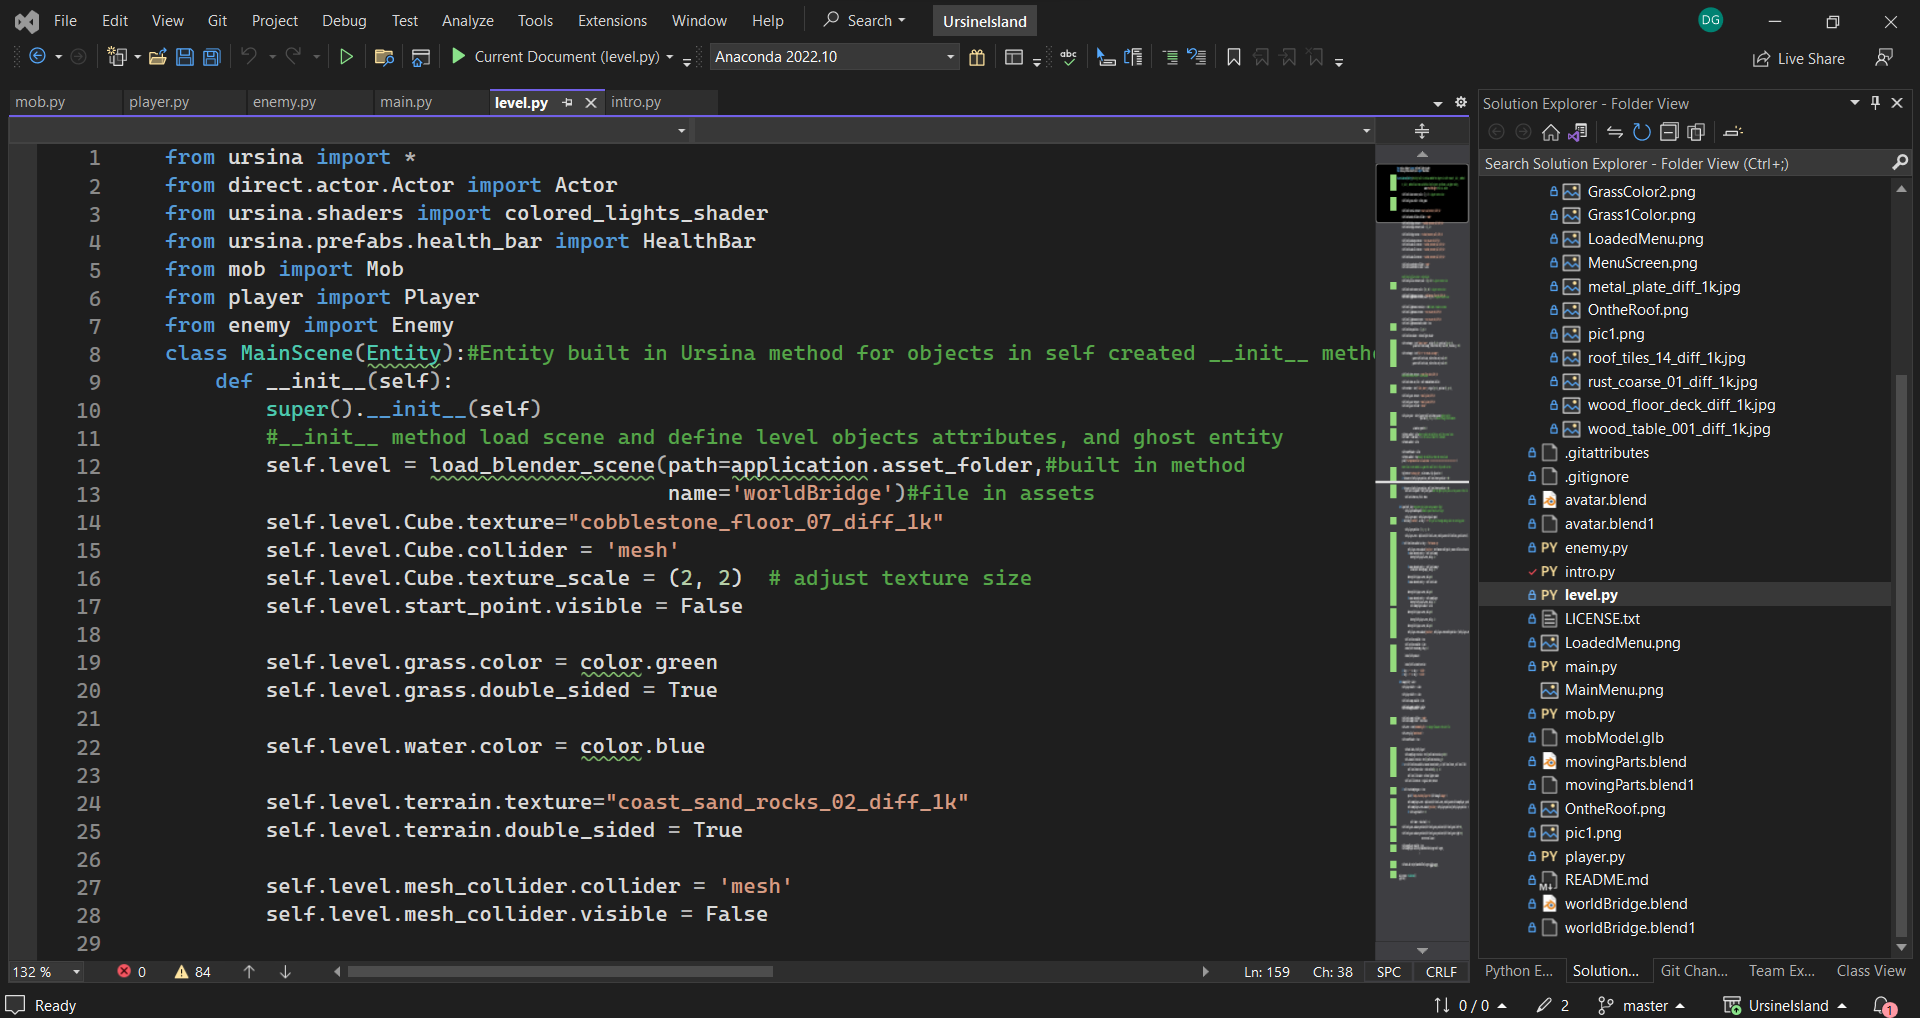 File Edit View Git Project Debug Test Analyze Tools Extensions Window Help Search UrsineIsland DG
Current Document (level.py) Anaconda 2022.10 abc Live Share
mob.py player.py enemy.py main.py level.py intro.py
1 from ursina import *
2 from direct.actor.Actor import Actor
3 from ursina.shaders import colored_lights_shader
4 from ursina.prefabs.health_bar import HealthBar
5 from mob import Mob
6 from player import Player
7 from enemy import Enemy
8 class MainScene(Entity):#Entity built in Ursina method for objects in self created __init__
9 def __init__(self):
10 super().__init__(self)
11 #__init__ method load scene and define level objects attributes, and ghost entity
12 self.level = load_blender_scene(path=application.asset_folder,#built in method
13 name='worldBridge')#file in assets
14 self.level.Cube.texture="cobblestone_floor_07_diff_1k"
15 self.level.Cube.collider = 'mesh'
16 self.level.Cube.texture_scale = (2, 2) # adjust texture size
17 self.level.start_point.visible = False
18
19 self.level.grass.color = color.green
20 self.level.grass.double_sided = True
21
22 self.level.water.color = color.blue
23
24 self.level.terrain.texture="coast_sand_rocks_02_diff_1k"
25 self.level.terrain.double_sided = True
26
27 self.level.mesh_collider.collider = 'mesh'
28 self.level.mesh_collider.visible = False
29
132 % 0 84 Ln: 159 Ch: 38 SPC CRLF
Solution Explorer - Folder View
Search Solution Explorer - Folder View (Ctrl+;)
GrassColor2.png
Grass1Color.png
LoadedMenu.png
MenuScreen.png
metal_plate_diff_1k.jpg
OntheRoof.png
pic1.png
roof_tiles_14_diff_1k.jpg
rust_coarse_01_diff_1k.jpg
wood_floor_deck_diff_1k.jpg
wood_table_001_diff_1k.jpg
.gitattributes
.gitignore
avatar.blend
avatar.blend1
PY enemy.py
PY intro.py
PY level.py
LICENSE.txt
LoadedMenu.png
PY main.py
MainMenu.png
PY mob.py
mobModel.glb
movingParts.blend
movingParts.blend1
OntheRoof.png
pic1.png
PY player.py
README.md
worldBridge.blend
worldBridge.blend1
Python E... Solution... Git Chan... Team Ex... Class View
Ready 0 / 0 2 master UrsineIsland 1